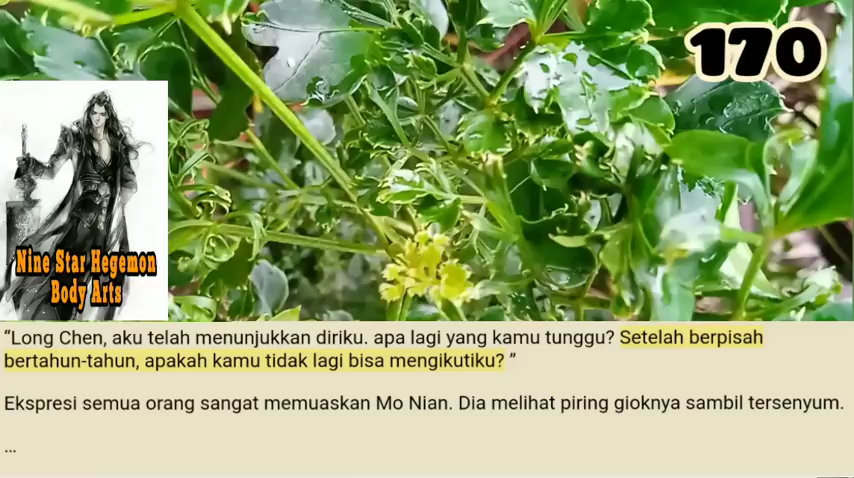 170
Nine Star Hegemon
Body Arts
“Long Chen, aku telah menunjukkan diriku. apa lagi yang kamu tunggu? Setelah berpisah
bertahun-tahun, apakah kamu tidak lagi bisa mengikutiku? ”
Ekspresi semua orang sangat memuaskan Mo Nian. Dia melihat piring gioknya sambil tersenyum.
...